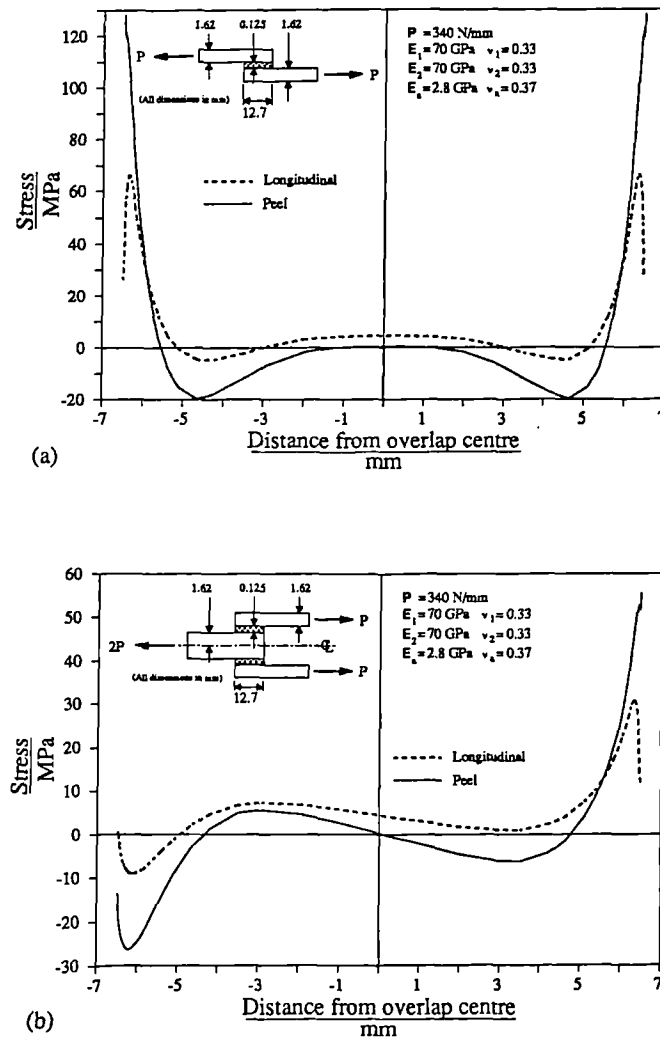 1.62 0.125 1.62
P
P
(All dimensions in mm)
12.7
P = 340 N/mm
E₁=70 GPa ν₁=0.33
E₂=70 GPa ν₂=0.33
Eₐ=2.8 GPa νₐ=0.37
Longitudinal
Peel
Stress
MPa
120
100
80
60
40
20
0
-20
-7 -5 -3 -1 1 3 5 7
Distance from overlap centre
mm
(a)
1.62 0.125 1.62
2P
P
℄
P
(All dimensions in mm)
12.7
P = 340 N/mm
E₁=70 GPa ν₁=0.33
E₂=70 GPa ν₂=0.33
Eₐ=2.8 GPa νₐ=0.37
Longitudinal
Peel
Stress
MPa
60
50
40
30
20
10
0
-10
-20
-30
-7 -5 -3 -1 1 3 5 7
Distance from overlap centre
mm
(b)